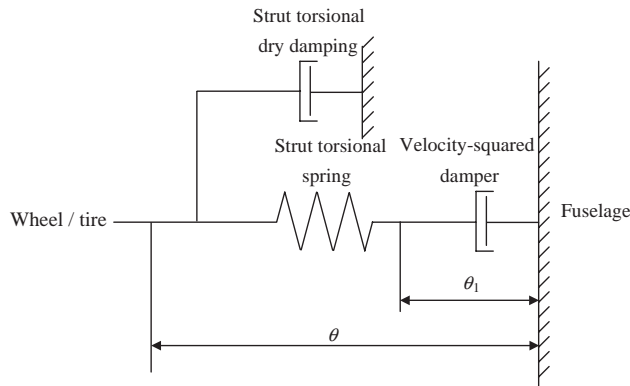 Strut torsional
dry damping
Strut torsional
spring
Velocity-squared
damper
Wheel / tire
Fuselage
θ₁
θ